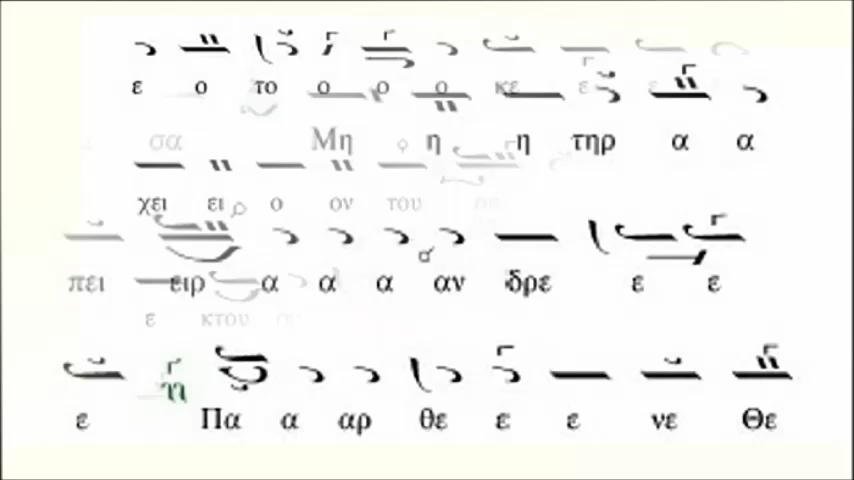 ε ο το ο ο ο κε ε ε
σα Μη η η τηρ α α
χει ει ο ον του
πει ειρ α α α αν δρε ε ε
ε κτου
ε Πα α αρ θε ε ε νε Θε